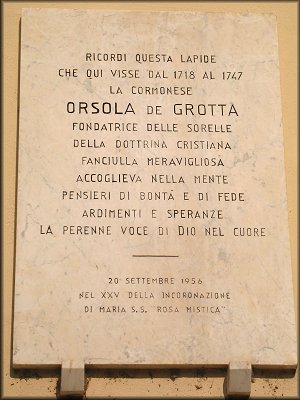 RICORDI QUESTA LAPIDE
CHE QUI VISSE DAL 1718 AL 1747
LA CORMONESE
ORSOLA DE GROTTA
FONDATRICE DELLE SORELLE
DELLA DOTTRINA CRISTIANA
FANCIULLA MERAVIGLIOSA
ACCOGLIEVA NELLA MENTE
PENSIERI DI BONTÀ E DI FEDE
ARDIMENTI E SPERANZE
LA PERENNE VOCE DI DIO NEL CUORE
20 SETTEMBRE 1956
NEL XXV DELLA INCORONAZIONE
DI MARIA S.S. "ROSA MISTICA"